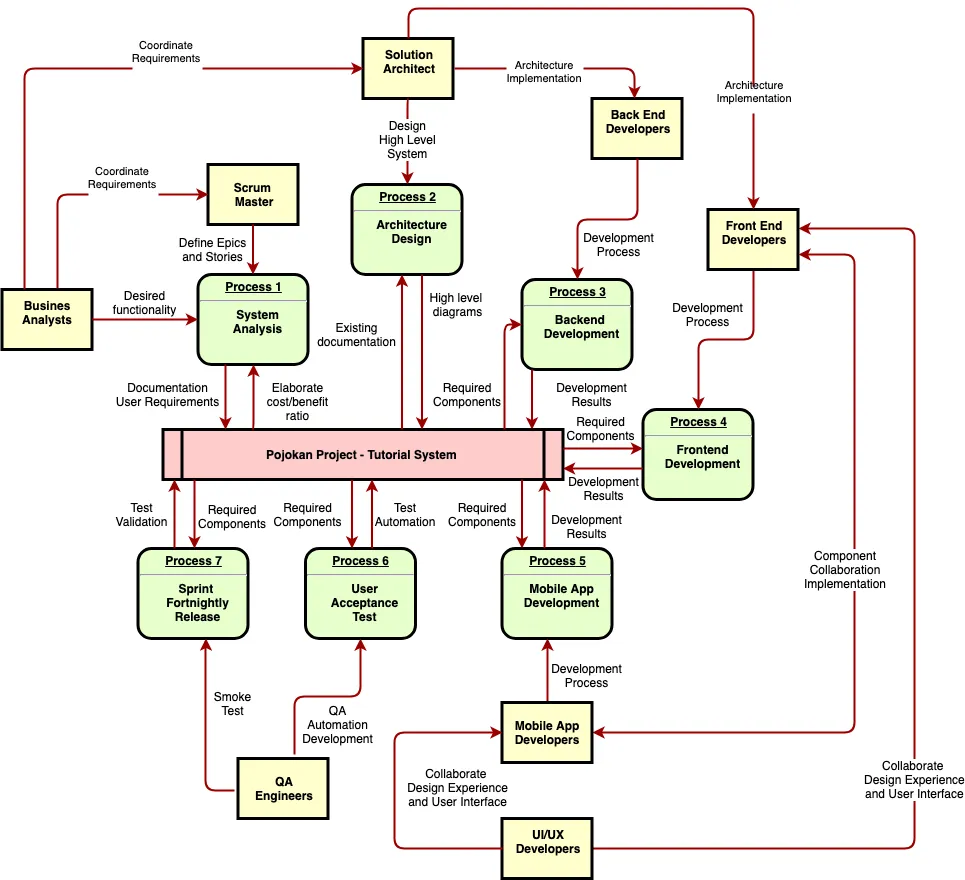 Coordinate
Requirements
Solution
Architect
Architecture
Implementation
Architecture
Implementation
Back End
Developers
Design
High Level
System
Coordinate
Requirements
Scrum
Master
Process 2
Architecture
Design
Front End
Developers
Define Epics
and Stories
Development
Process
Busines
Analysts
Desired
functionality
Process 1
System
Analysis
Existing
documentation
High level
diagrams
Process 3
Backend
Development
Development
Process
Documentation
User Requirements
Elaborate
cost/benefit
ratio
Required
Components
Development
Results
Required
Components
Process 4
Frontend
Development
Pojokan Project - Tutorial System
Development
Results
Test
Validation
Required
Components
Required
Components
Test
Automation
Required
Components
Development
Results
Process 7
Sprint
Fortnightly
Release
Process 6
User
Acceptance
Test
Process 5
Mobile App
Development
Component
Collaboration
Implementation
Smoke
Test
QA
Automation
Development
Development
Process
Mobile App
Developers
QA
Engineers
Collaborate
Design Experience
and User Interface
Collaborate
Design Experience
and User Interface
UI/UX
Developers